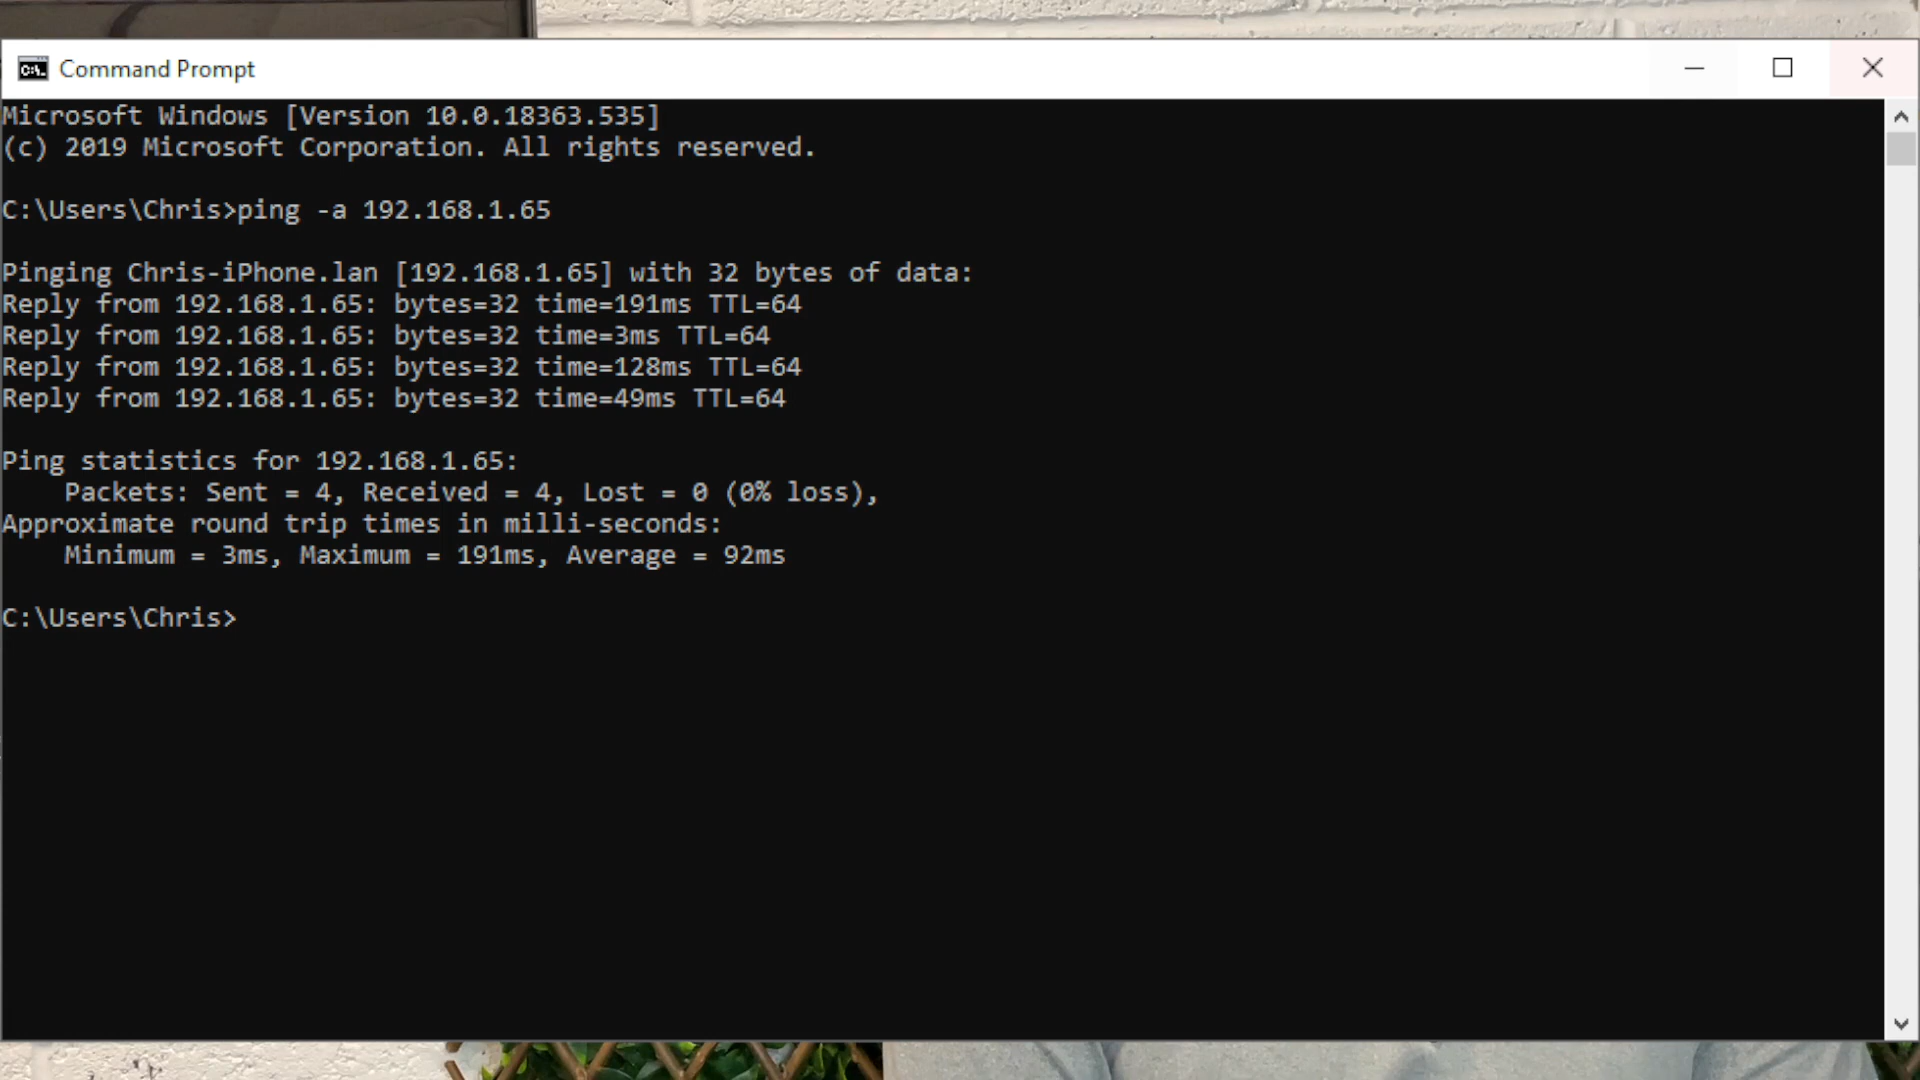 Command Prompt
Microsoft Windows [Version 10.0.18363.535]
(c) 2019 Microsoft Corporation. All rights reserved.
C:\Users\Chris>ping -a 192.168.1.65
Pinging Chris-iPhone.lan [192.168.1.65] with 32 bytes of data:
Reply from 192.168.1.65: bytes=32 time=191ms TTL=64
Reply from 192.168.1.65: bytes=32 time=3ms TTL=64
Reply from 192.168.1.65: bytes=32 time=128ms TTL=64
Reply from 192.168.1.65: bytes=32 time=49ms TTL=64
Ping statistics for 192.168.1.65:
    Packets: Sent = 4, Received = 4, Lost = 0 (0% loss),
Approximate round trip times in milli-seconds:
    Minimum = 3ms, Maximum = 191ms, Average = 92ms
C:\Users\Chris>